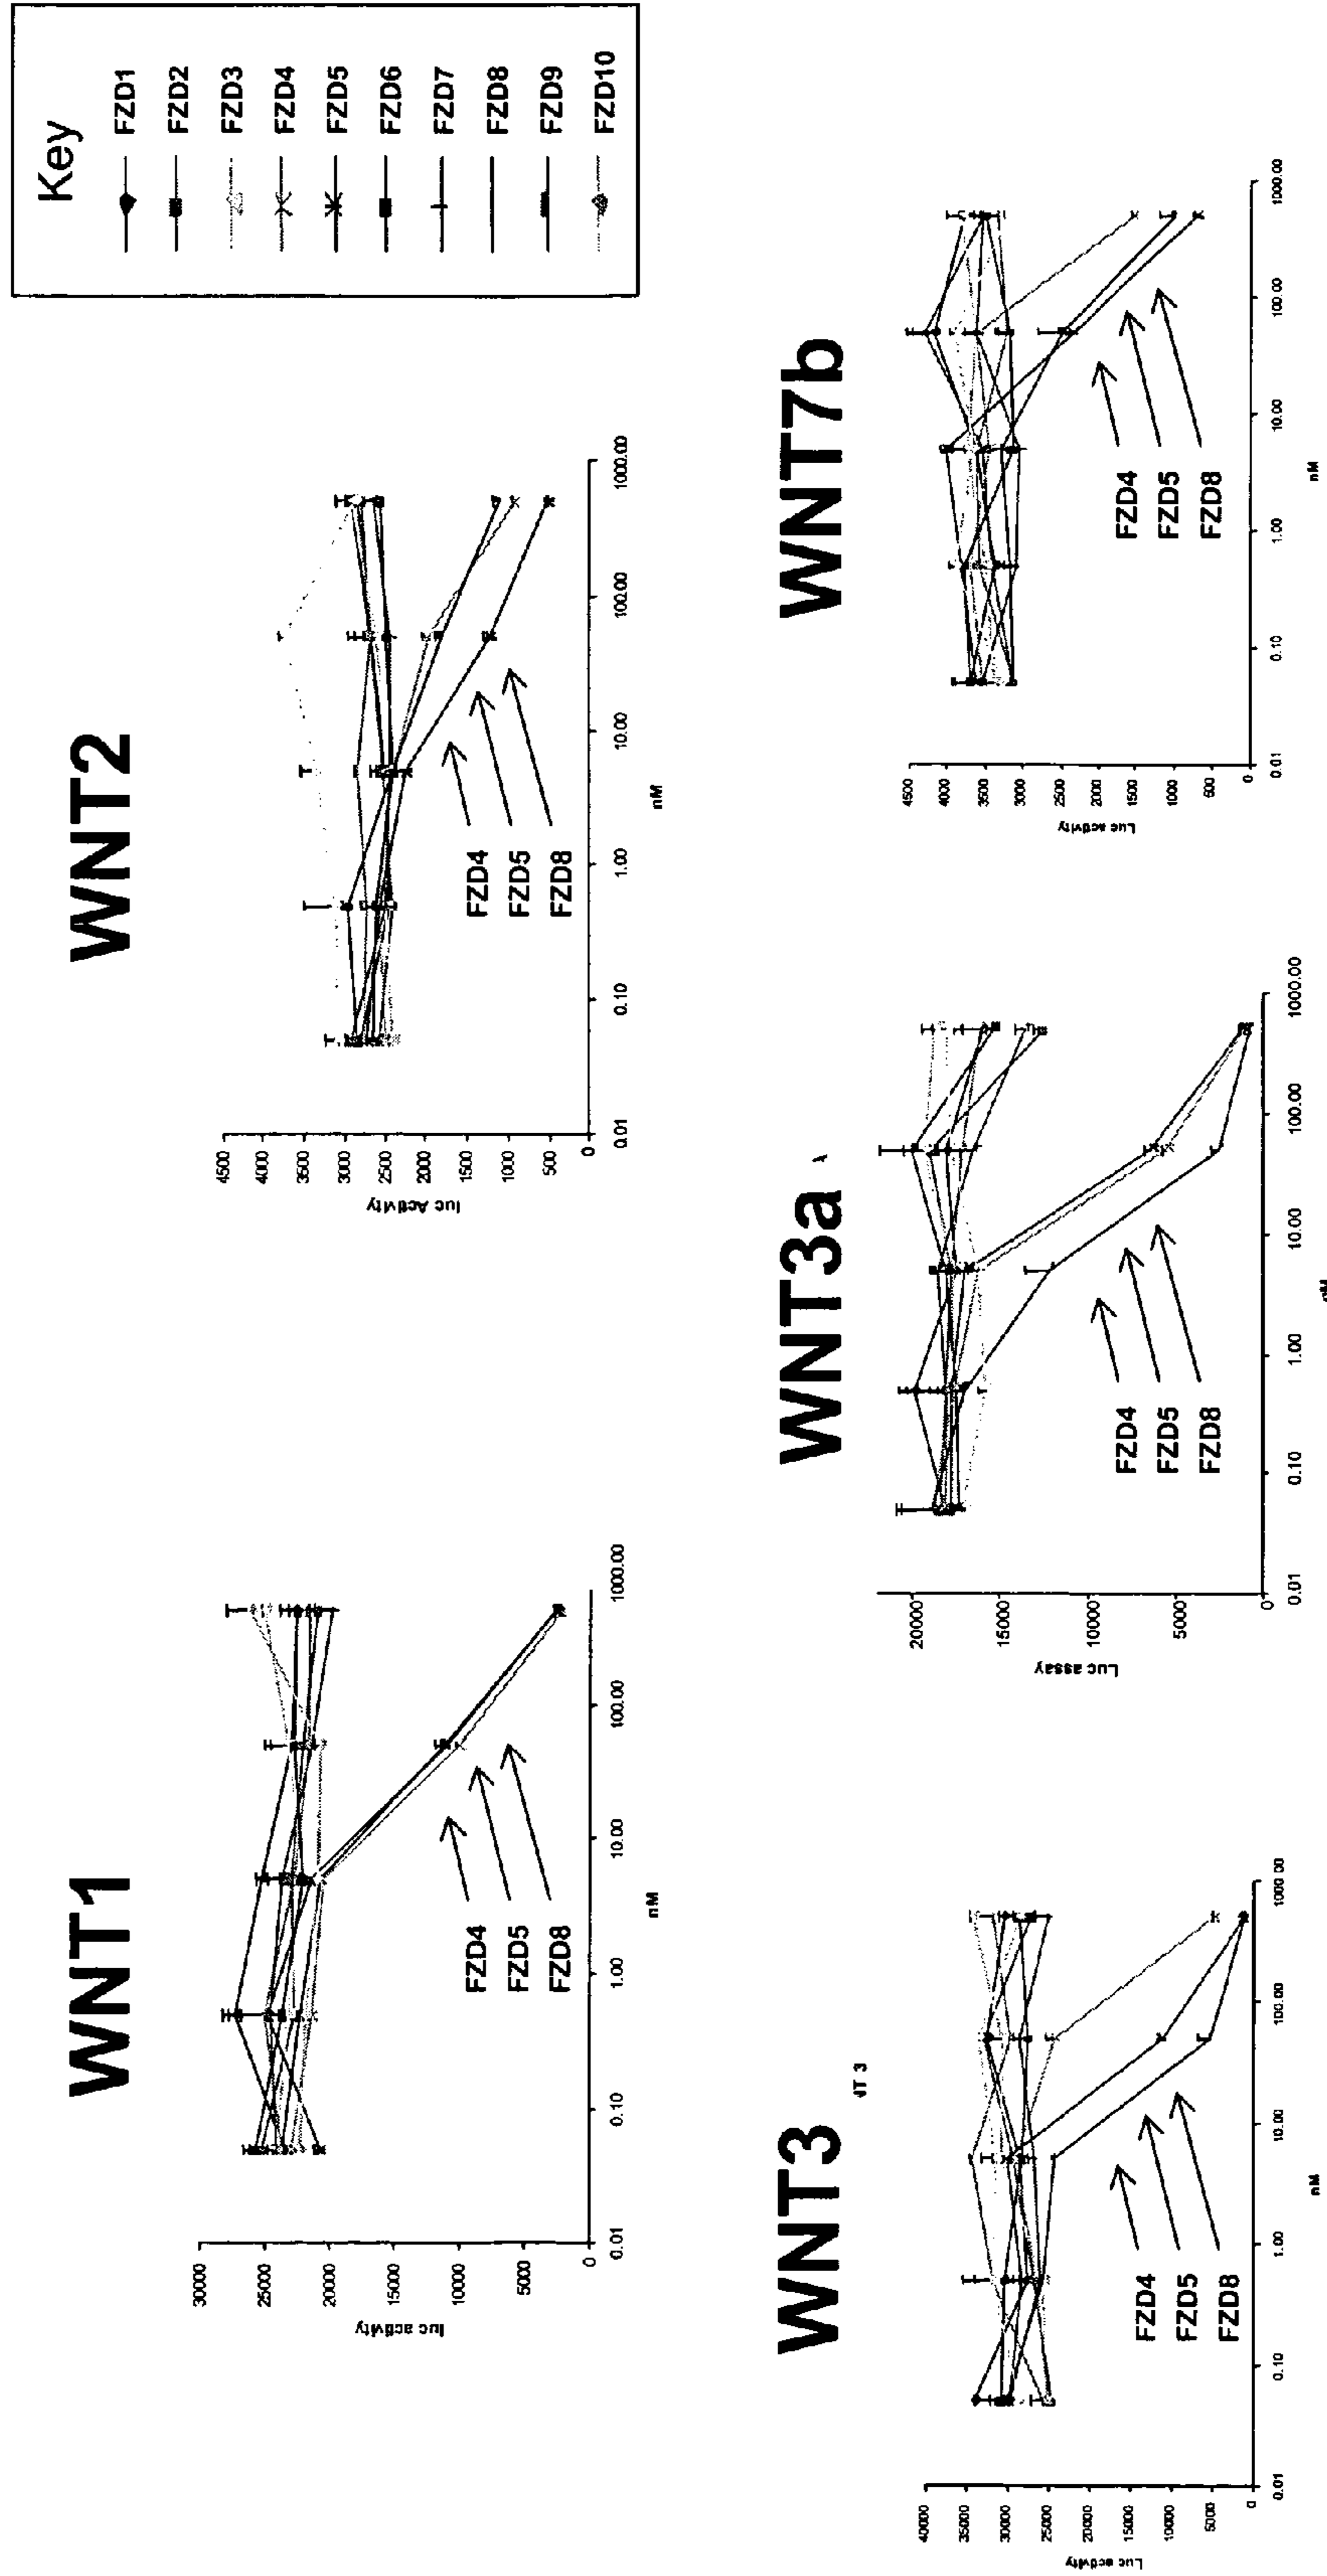 WNT1
luc activity
30000
25000
20000
15000
10000
5000
0
0.01
0.10
1.00
10.00
100.00
1000.00
nM
FZD4
FZD5
FZD8
WNT2
luc Activity
4500
4000
3500
3000
2500
2000
1500
1000
500
0
0.01
0.10
1.00
10.00
100.00
1000.00
nM
FZD4
FZD5
FZD8
Key
FZD1
FZD2
FZD3
FZD4
FZD5
FZD6
FZD7
FZD8
FZD9
FZD10
WNT3
NT 3
Luc activity
40000
35000
30000
25000
20000
15000
10000
5000
0
0.01
0.10
1.00
10.00
100.00
1000.00
nM
FZD4
FZD5
FZD8
WNT3a
Luc assay
20000
15000
10000
5000
0
0.01
0.10
1.00
10.00
100.00
1000.00
nM
FZD4
FZD5
FZD8
WNT7b
Luc activity
4500
4000
3500
3000
2500
2000
1500
1000
500
0
0.01
0.10
1.00
10.00
100.00
1000.00
nM
FZD4
FZD5
FZD8